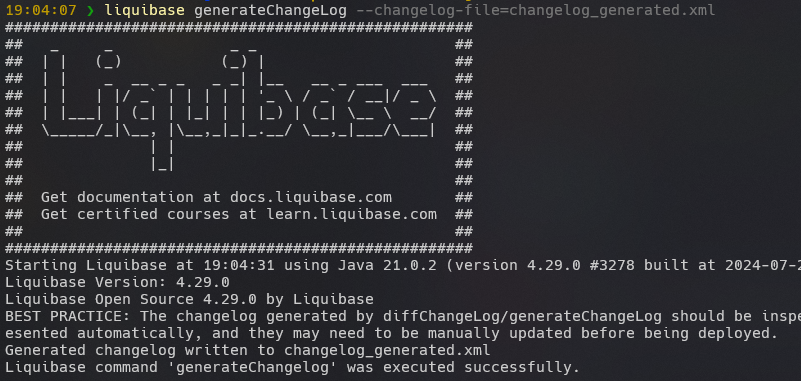 19:04:07 ❯ liquibase generateChangeLog --changelog-file=changelog_generated.xml
####################################################
##   _     _             _ _                      ##
##  | |   (_)           (_) |                     ##
##  | |    _  __ _ _   _ _| |__   __ _ ___  ___   ##
##  | |   | |/ _` | | | | | '_ \ / _` / __|/ _ \  ##
##  | |___| | (_| | |_| | | |_) | (_| \__ \  __/  ##
##  \_____/_|\__, |\__,_|_|_.__/ \__,_|___/\___|  ##
##              | |                               ##
##              |_|                               ##
##                                                ##
##  Get documentation at docs.liquibase.com       ##
##  Get certified courses at learn.liquibase.com  ##
##                                                ##
####################################################
Starting Liquibase at 19:04:31 using Java 21.0.2 (version 4.29.0 #3278 built at 2024-07-2
Liquibase Version: 4.29.0
Liquibase Open Source 4.29.0 by Liquibase
BEST PRACTICE: The changelog generated by diffChangeLog/generateChangeLog should be inspe
esented automatically, and they may need to be manually updated before being deployed.
Generated changelog written to changelog_generated.xml
Liquibase command 'generateChangelog' was executed successfully.